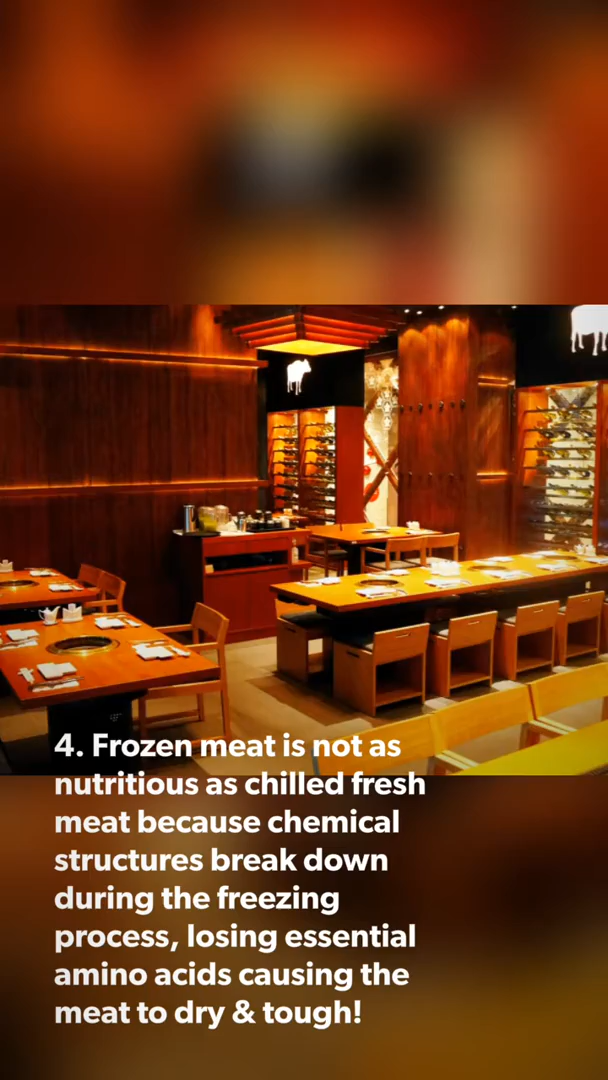 4. Frozen meat is not as
nutritious as chilled fresh
meat because chemical
structures break down
during the freezing
process, losing essential
amino acids causing the
meat to dry & tough!